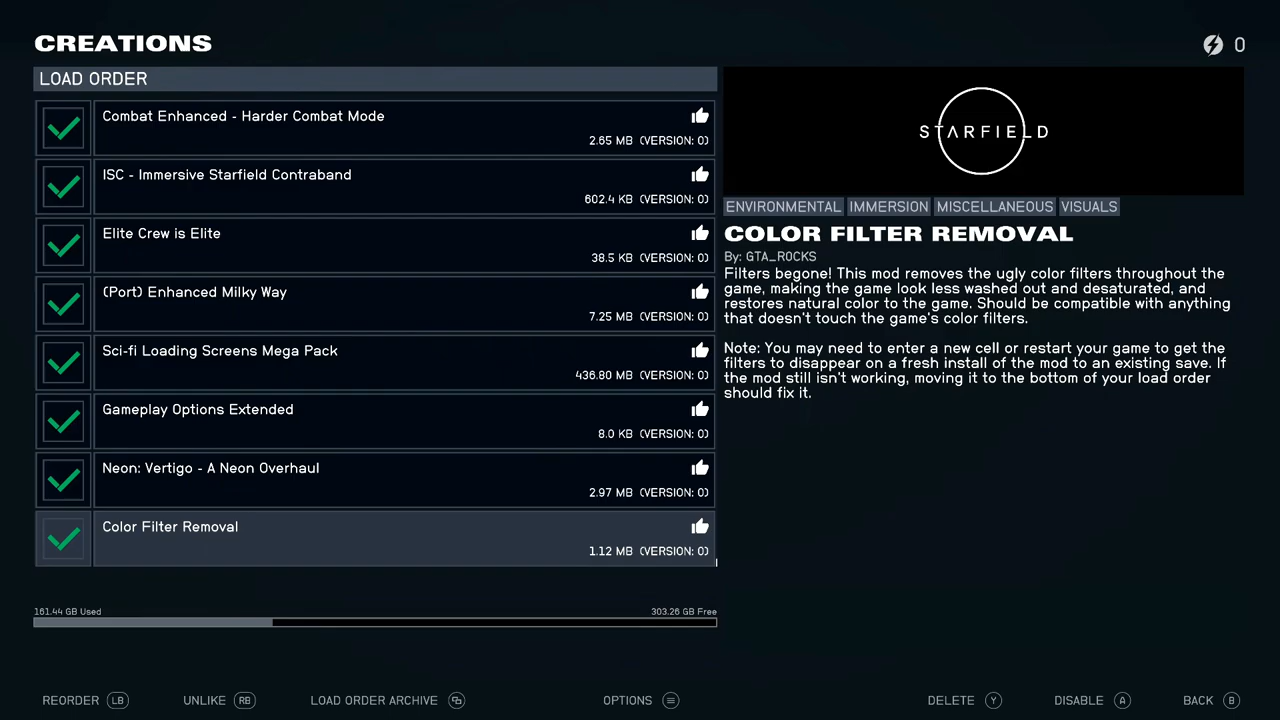 CREATIONS
0
LOAD ORDER
Combat Enhanced - Harder Combat Mode
2.65 MB (VERSION: 0)
ISC - Immersive Starfield Contraband
602.4 KB (VERSION: 0)
Elite Crew is Elite
38.5 KB (VERSION: 0)
(Port) Enhanced Milky Way
7.25 MB (VERSION: 0)
Sci-fi Loading Screens Mega Pack
436.80 MB (VERSION: 0)
Gameplay Options Extended
8.0 KB (VERSION: 0)
Neon: Vertigo - A Neon Overhaul
2.97 MB (VERSION: 0)
Color Filter Removal
1.12 MB (VERSION: 0)
161.44 GB Used
303.26 GB Free
STARFIELD
ENVIRONMENTAL IMMERSION MISCELLANEOUS VISUALS
COLOR FILTER REMOVAL
By: GTA_ROCKS
Filters begone! This mod removes the ugly color filters throughout the
game, making the game look less washed out and desaturated, and
restores natural color to the game. Should be compatible with anything
that doesn't touch the game's color filters.
Note: You may need to enter a new cell or restart your game to get the
filters to disappear on a fresh install of the mod to an existing save. If
the mod still isn't working, moving it to the bottom of your load order
should fix it.
REORDER LB UNLIKE RB LOAD ORDER ARCHIVE OPTIONS DELETE Y DISABLE A BACK B